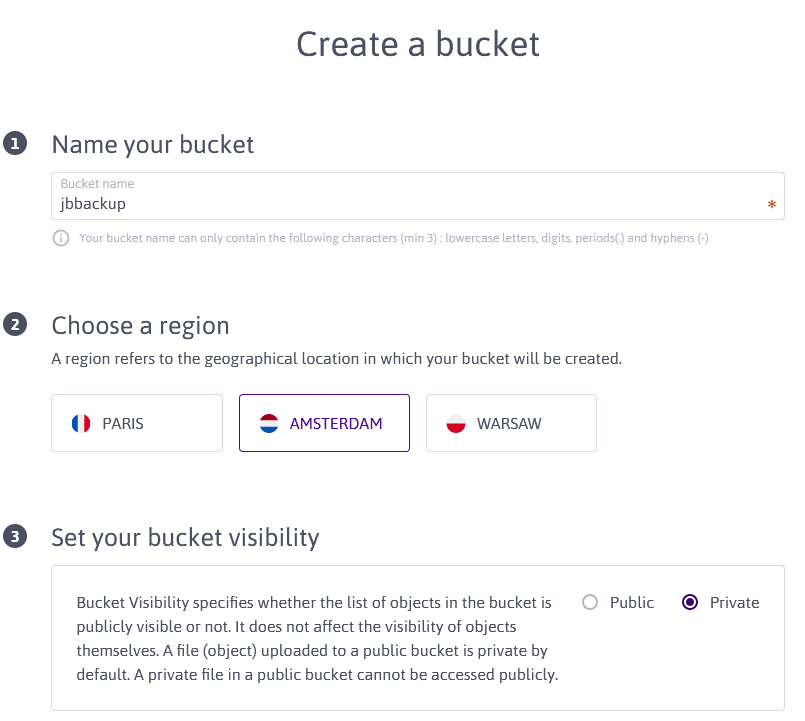 Create a bucket
1 Name your bucket
Bucket name
jbbackup *
Your bucket name can only contain the following characters (min 3) : lowercase letters, digits, periods(.) and hyphens (-)
2 Choose a region
A region refers to the geographical location in which your bucket will be created.
PARIS AMSTERDAM WARSAW
3 Set your bucket visibility
Bucket Visibility specifies whether the list of objects in the bucket is Public Private
publicly visible or not. It does not affect the visibility of objects
themselves. A file (object) uploaded to a public bucket is private by
default. A private file in a public bucket cannot be accessed publicly.